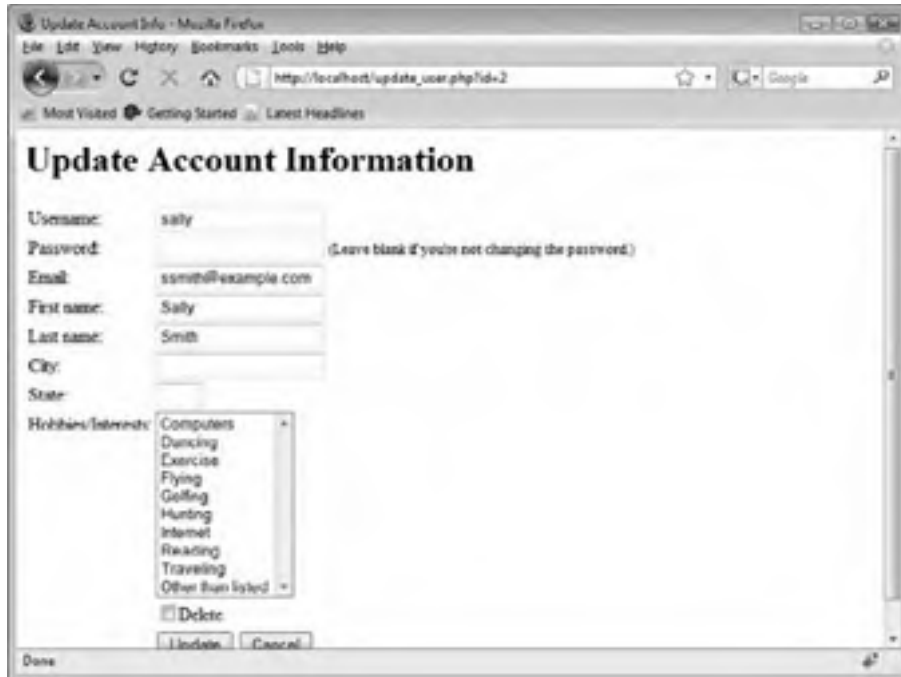 Update Account Info - Mozilla Firefox
File Edit View History Bookmarks Tools Help
http://localhost/update_user.php?id=2
Google
Most Visited Getting Started Latest Headlines
Update Account Information
Username: sally
Password: (Leave blank if you're not changing the password.)
Email: ssmith@example.com
First name: Sally
Last name: Smith
City:
State:
Hobbies/Interests: Computers
Dancing
Exercise
Flying
Golfing
Hunting
Internet
Reading
Traveling
Other than listed
Delete
Update Cancel
Done